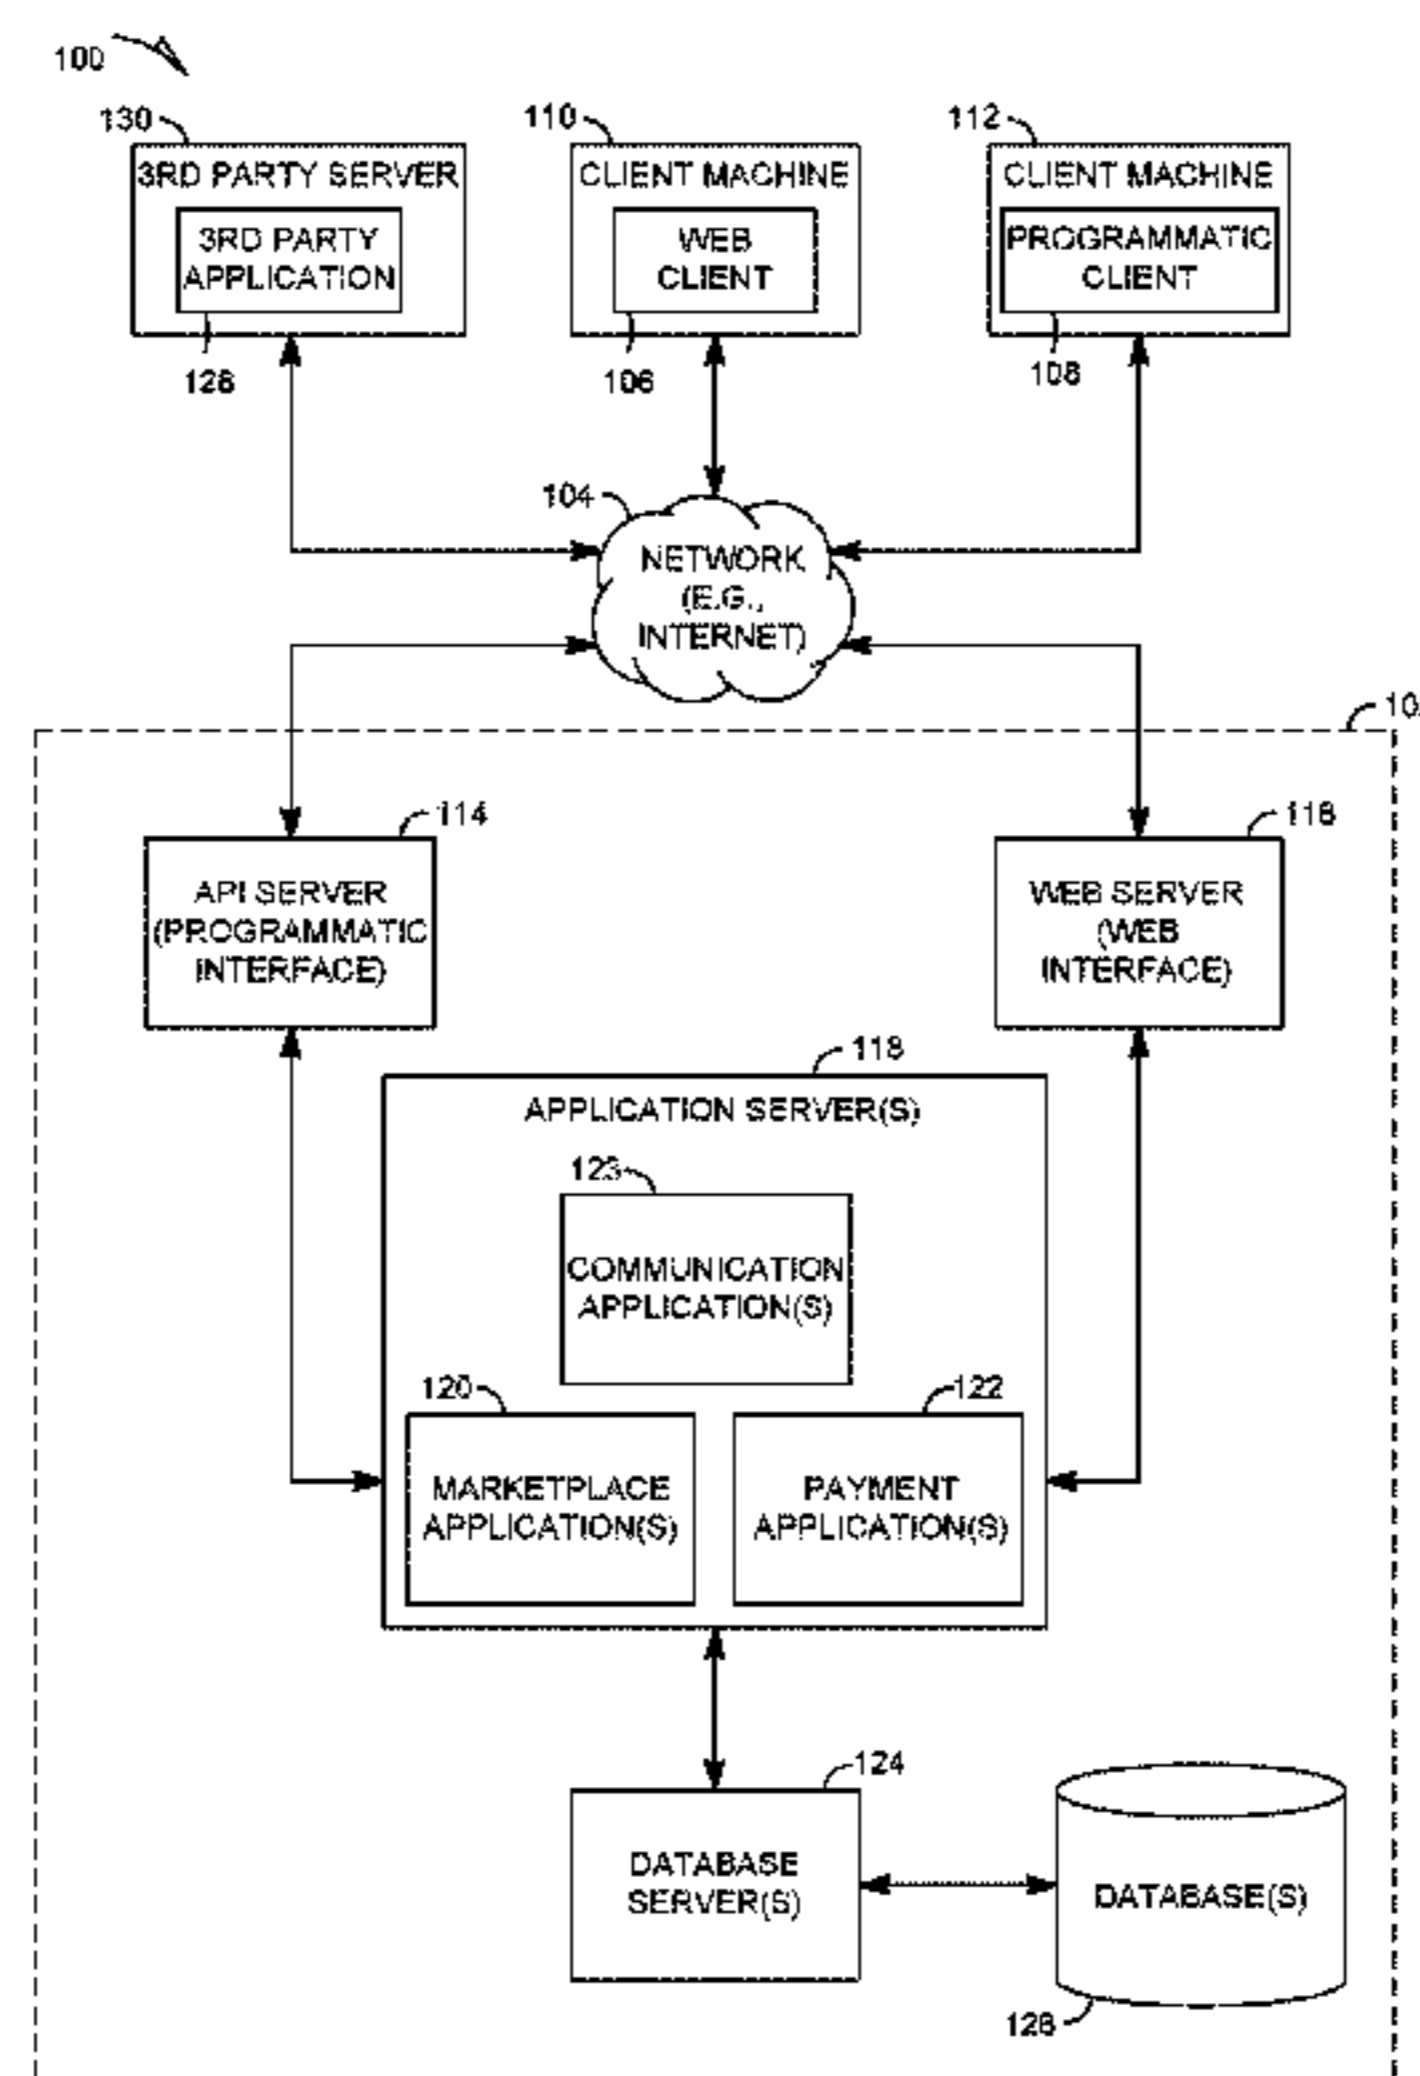 100
130
110
112
3RD PARTY SERVER
3RD PARTY
APPLICATION
CLIENT MACHINE
WEB
CLIENT
CLIENT MACHINE
PROGRAMMATIC
CLIENT
128
106
108
104
NETWORK
(E.G.,
INTERNET)
114
API SERVER
(PROGRAMMATIC
INTERFACE)
WEB SERVER
(WEB
INTERFACE)
118
APPLICATION SERVER(S)
123
COMMUNICATION
APPLICATION(S)
120
122
MARKETPLACE
APPLICATION(S)
PAYMENT
APPLICATION(S)
124
DATABASE
SERVER(S)
DATABASE(S)